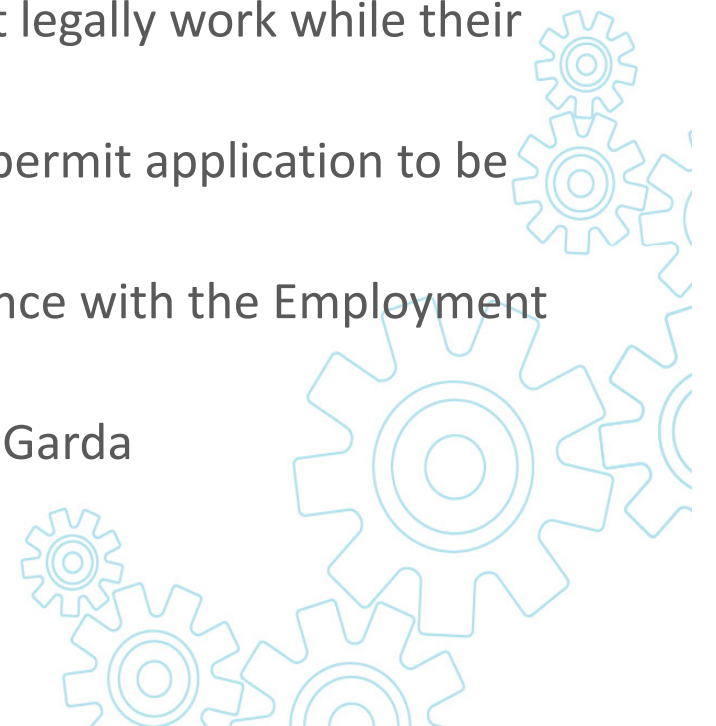 t legally work while their
permit application to be
nce with the Employment
Garda